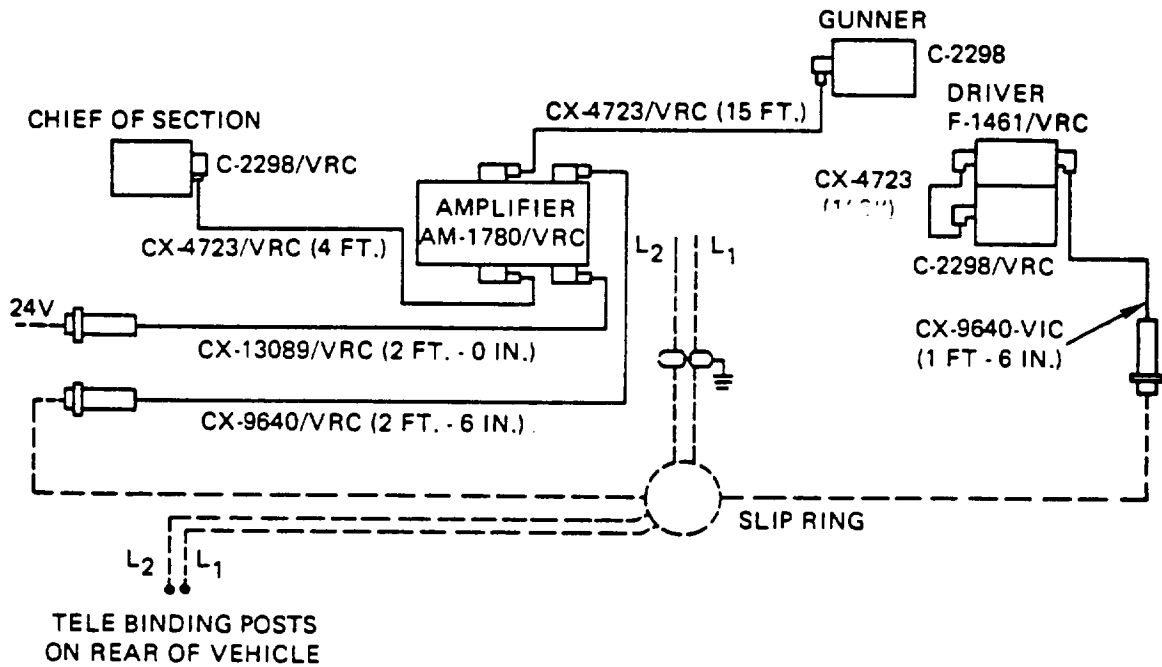 GUNNER
C-2298
DRIVER
F-1461/VRC
CX-4723/VRC (15 FT.)
CHIEF OF SECTION
C-2298/VRC
CX-4723
AMPLIFIER
AM-1780/VRC
CX-4723/VRC (4 FT.)
L2
L1
C-2298/VRC
24V
CX-13089/VRC (2 FT. - 0 IN.)
CX-9640-VIC
(1 FT - 6 IN.)
CX-9640/VRC (2 FT. - 6 IN.)
SLIP RING
L2
L1
TELE BINDING POSTS
ON REAR OF VEHICLE